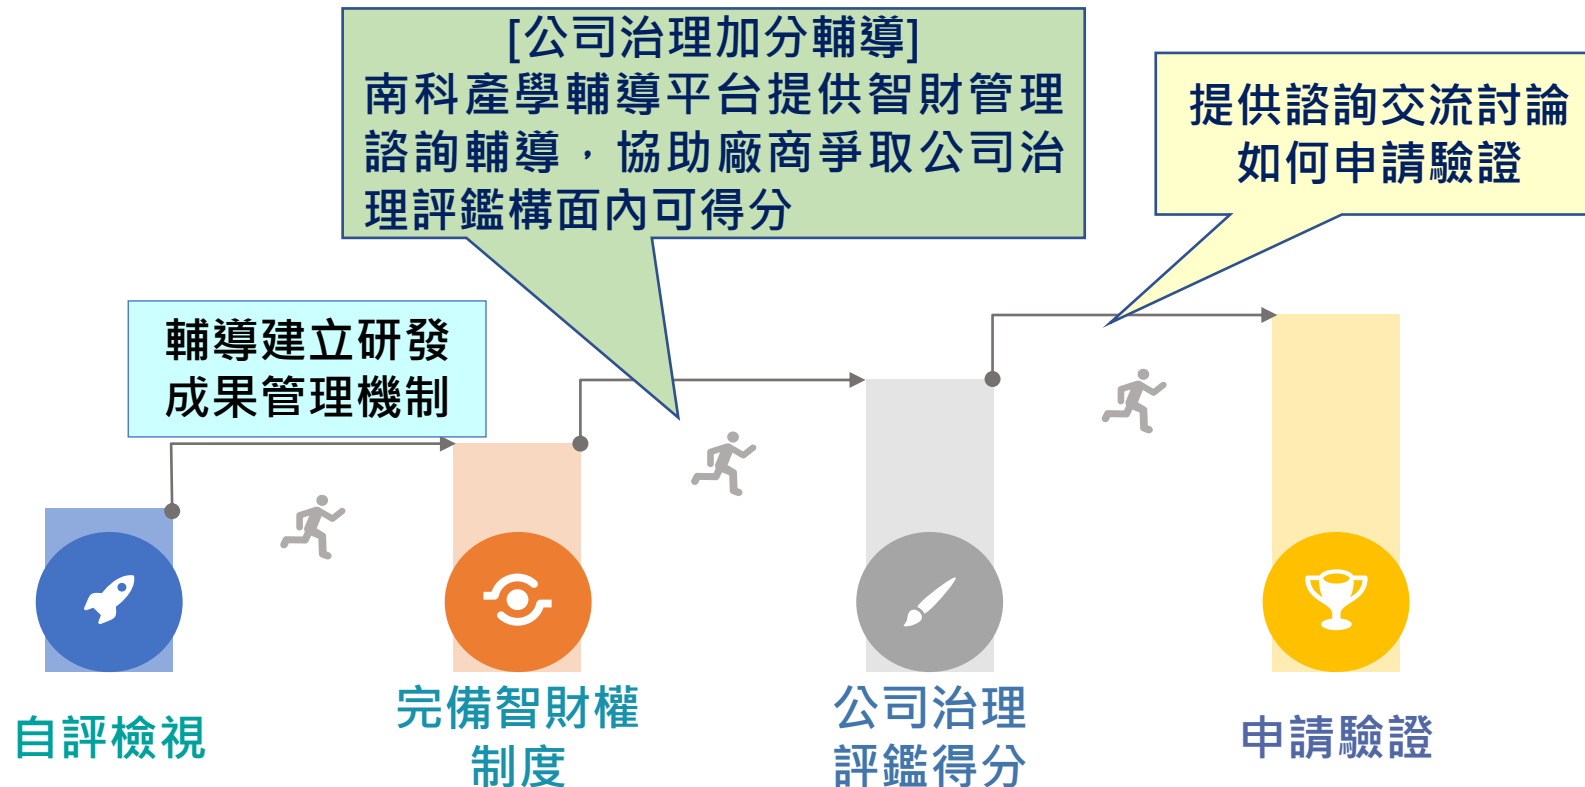 [公司治理加分輔導]
南科產學輔導平台提供智財管理
諮詢輔導，協助廠商爭取公司治
理評鑑構面內可得分
提供諮詢交流討論
如何申請驗證
輔導建立研發
成果管理機制
自評檢視
完備智財權
制度
公司治理
評鑑得分
申請驗證